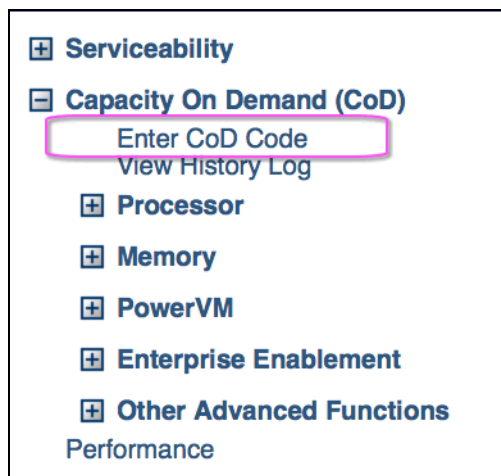 Serviceability
Capacity On Demand (CoD)
Enter CoD Code
View History Log
Processor
Memory
PowerVM
Enterprise Enablement
Other Advanced Functions
Performance